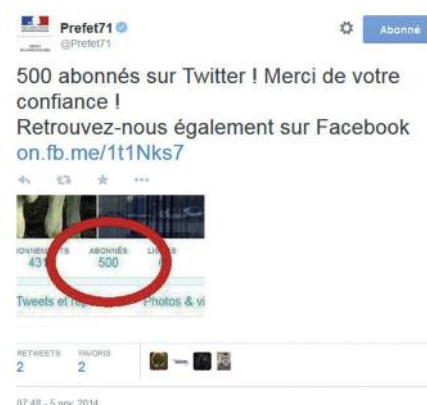 Prefet71
@Prefet71
Abonné
500 abonnés sur Twitter ! Merci de votre
confiance !
Retrouvez-nous également sur Facebook
on.fb.me/1t1Nks7
ABONNÉS
431 500
Tweets et Photos & vi
RETWEETS FAVORIS
2 2
07:48 - 5 nov. 2014